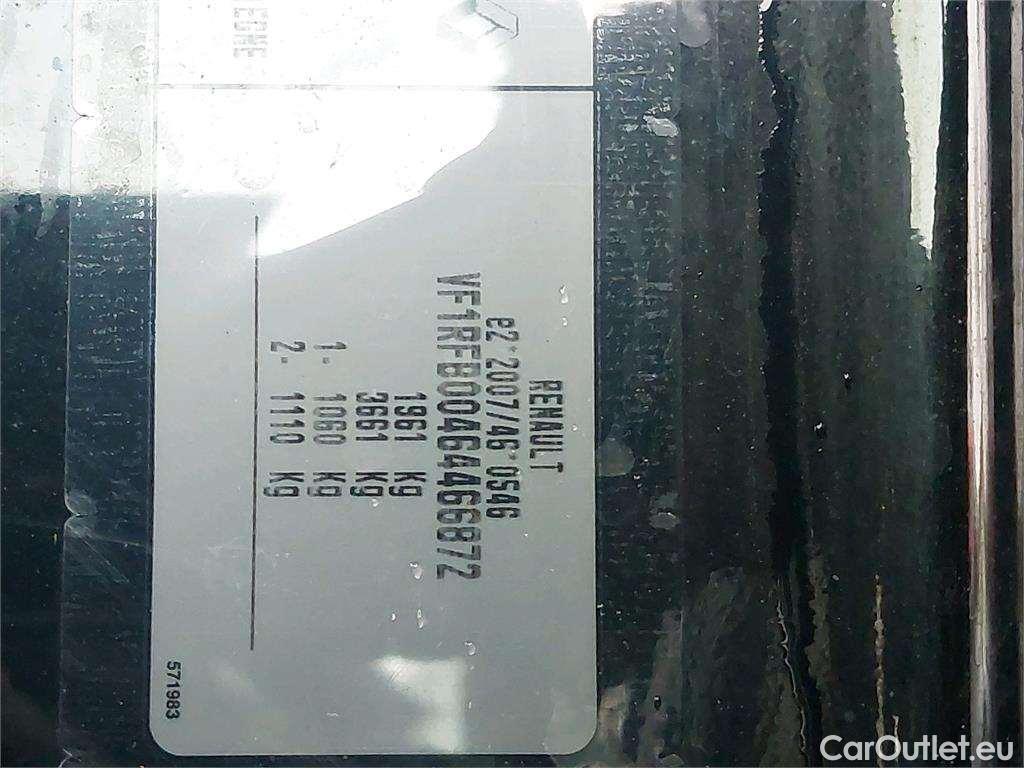 RENAULT
e2*2007/46*0546
VF1RFB00464466872
1961 kg
3661 kg
1- 1060 kg
2- 1110 kg
571983
CarOutlet.eu